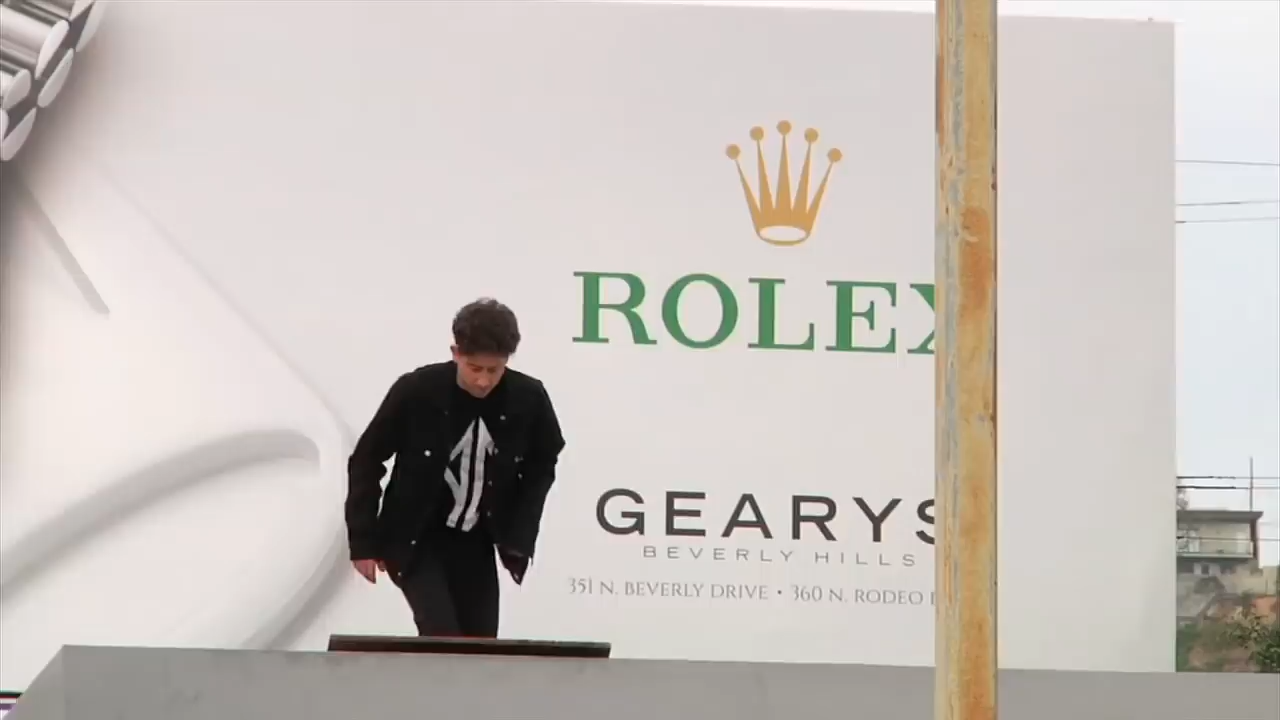 ROLEX
GEARYS
BEVERLY HILLS
351 N. BEVERLY DRIVE • 360 N. RODEO